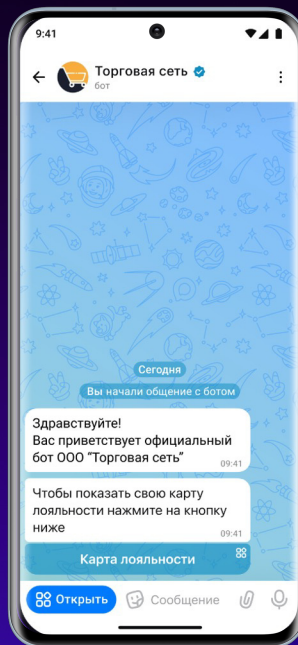 9:41
Торговая сеть
бот
Сегодня
Вы начали общение с ботом
Здравствуйте!
Вас приветствует официальный
бот ООО “Торговая сеть”
09:41
Чтобы показать свою карту
лояльности нажмите на кнопку
ниже
09:41
Карта лояльности
Открыть
Сообщение